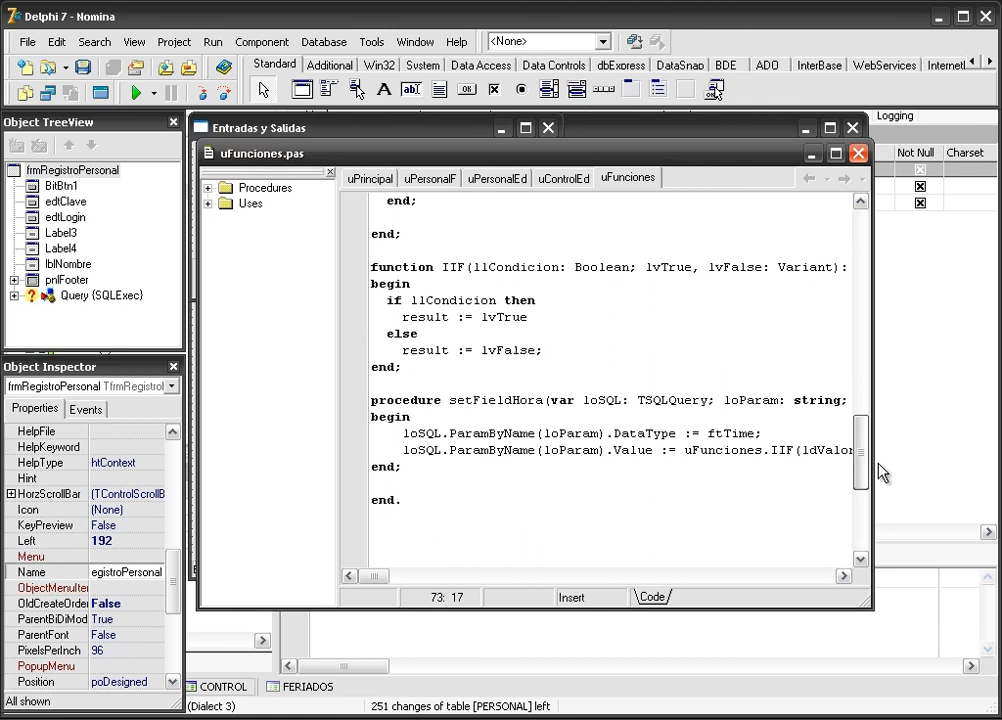 Delphi 7 - Nomina
File Edit Search View Project Run Component Database Tools Window Help <None>
Standard Additional Win32 System Data Access Data Controls dbExpress DataSnap BDE ADO InterBase WebServices InternetE
Object TreeView
frmRegistroPersonal
BitBtn1
edtClave
edtLogin
Label3
Label4
lblNombre
pnlFooter
Query {SQLExec}
Object Inspector
frmRegistroPersonal TfrmRegistrol
Properties Events
HelpFile
HelpKeyword
HelpType htContext
Hint
HorzScrollBar (TControlScrollB
Icon (None)
KeyPreview False
Left 192
Menu
Name egistroPersonal
ObjectMenuIter
OldCreateOrde False
ParentBiDiMod True
ParentFont False
PixelsPerInch 96
PopupMenu
Position poDesigned
All shown
Entradas y Salidas
Logging
Not Null Charset
uFunciones.pas
Procedures
Uses
uPrincipal uPersonalF uPersonalEd uControlEd uFunciones
end;
end;
function IIF(llCondicion: Boolean; lvTrue, lvFalse: Variant):
begin
if llCondicion then
result := lvTrue
else
result := lvFalse;
end;
procedure setFieldHora(var loSQL: TSQLQuery; loParam: string;
begin
loSQL.ParamByName(loParam).DataType := ftTime;
loSQL.ParamByName(loParam).Value := uFunciones.IIF(ldValor
end;
end.
73: 17 Insert Code
CONTROL FERIADOS
(Dialect 3) 251 changes of table [PERSONAL] left